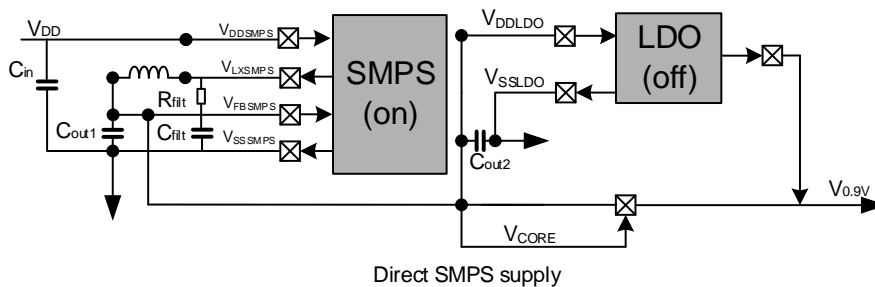 VDD
VDDSMPS
VDDLDO
LDO
(off)
Cin
VLXSMPS
SMPS
(on)
VSSLDO
Rfilt
VFBSMPS
Cout1
Cfilt
VSSSMPS
Cout2
V0.9V
VCORE
Direct SMPS supply